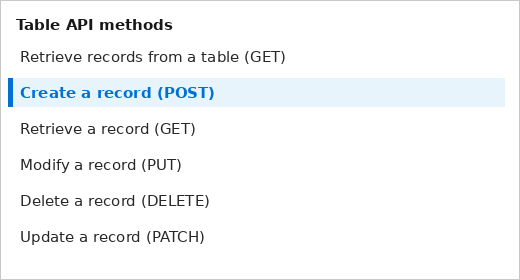 Table API methods
Retrieve records from a table (GET)
Create a record (POST)
Retrieve a record (GET)
Modify a record (PUT)
Delete a record (DELETE)
Update a record (PATCH)